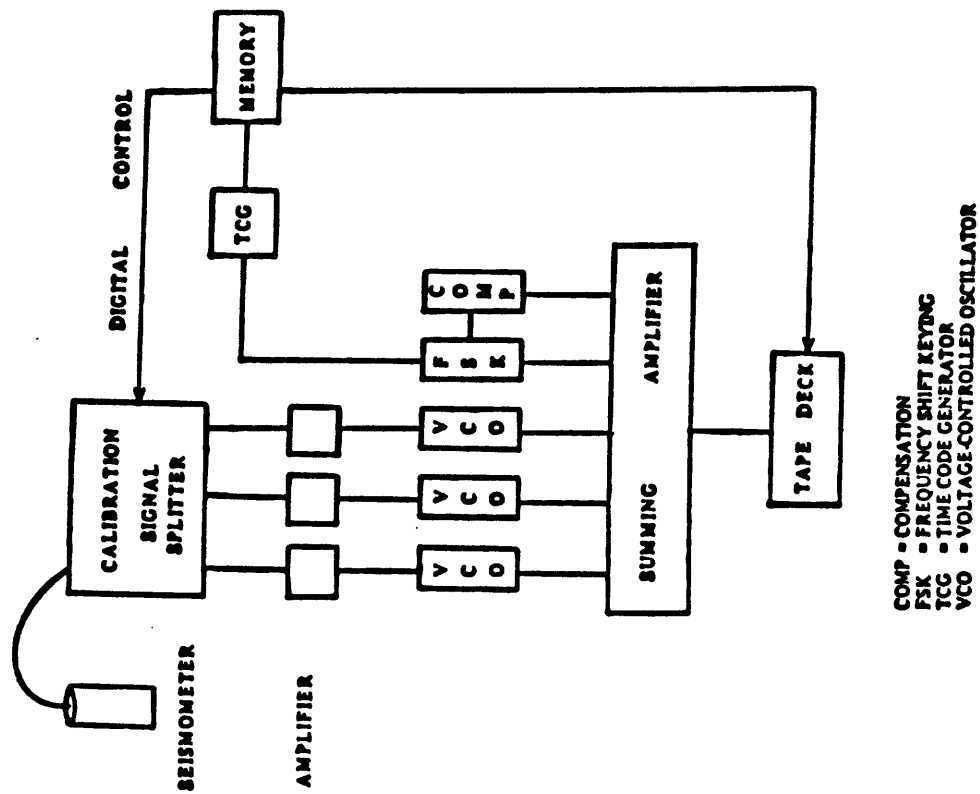 SEISMOMETER
CALIBRATION
SIGNAL
SPLITTER
DIGITAL CONTROL
MEMORY
TCG
AMPLIFIER
VCO
VCO
VCO
FSK
COMP
SUMMING AMPLIFIER
TAPE DECK
COMP = COMPENSATION
FSK = FREQUENCY SHIFT KEYING
TCG = TIME CODE GENERATOR
VCO = VOLTAGE-CONTROLLED OSCILLATOR